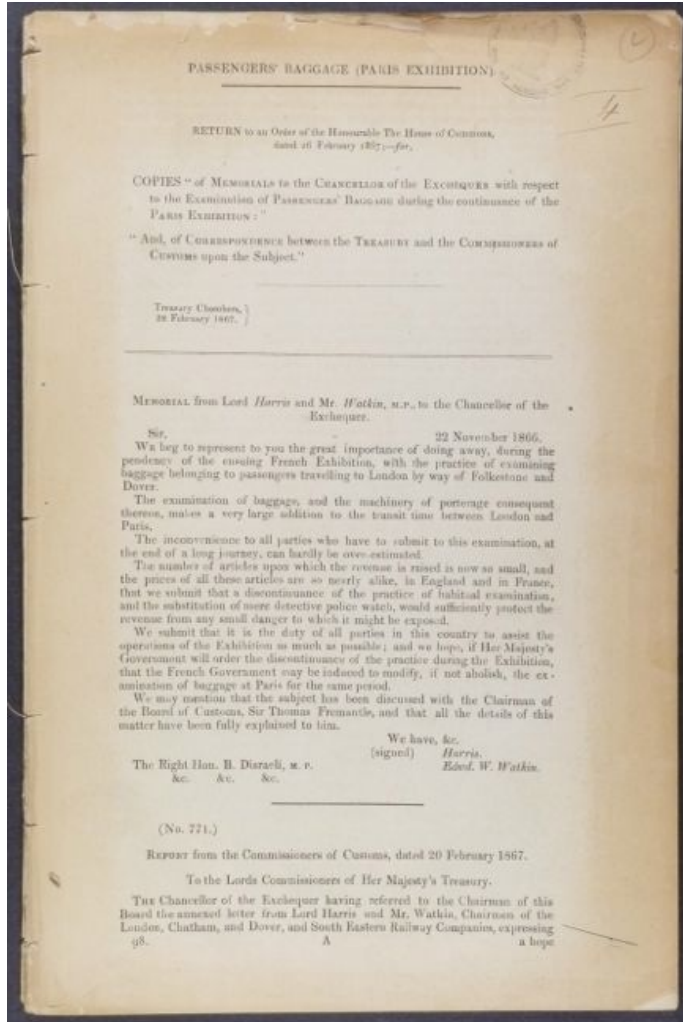 PASSENGERS' BAGGAGE (PARIS EXHIBITION)
RETURN to an Order of the Honourable The House of Commons,
dated 26 February 1867;—for,
COPIES "of MEMORIALS to the CHANCELLOR of the EXCHEQUER with respect
to the Examination of PASSENGERS' BAGGAGE during the continuance of the
PARIS EXHIBITION:"
"And, of CORRESPONDENCE between the TREASURY and the COMMISSIONERS of
CUSTOMS upon the Subject."
Treasury Chambers,
28 February 1867.
MEMORIAL from Lord Harris and Mr. Watkin, M.P., to the Chancellor of the
Exchequer.
Sir, 22 November 1866.
WE beg to represent to you the great importance of doing away, during the
pendency of the ensuing French Exhibition, with the practice of examining
baggage belonging to passengers travelling to London by way of Folkestone and
Dover.
The examination of baggage, and the machinery of porterage consequent
thereon, makes a very large addition to the transit time between London and
Paris.
The inconvenience to all parties who have to submit to this examination, at
the end of a long journey, can hardly be over-estimated.
The number of articles upon which the revenue is raised is now so small, and
the prices of all these articles are so nearly alike, in England and in France,
that we submit that a discontinuance of the practice of habitual examination,
and the substitution of mere detective police watch, would sufficiently protect the
revenue from any small danger to which it might be exposed.
We submit that it is the duty of all parties in this country to assist the
operations of the Exhibition as much as possible; and we hope, if Her Majesty's
Government will order the discontinuance of the practice during the Exhibition,
that the French Government may be induced to modify, if not abolish, the ex-
amination of baggage at Paris for the same period.
We may mention that the subject has been discussed with the Chairman of
the Board of Customs, Sir Thomas Fremantle, and that all the details of this
matter have been fully explained to him.
We have, &c.
(signed) Harris.
The Right Hon. B. Disraeli, M. P. Edwd. W. Watkin.
&c. &c. &c.
(No. 771.)
REPORT from the Commissioners of Customs, dated 20 February 1867.
To the Lords Commissioners of Her Majesty's Treasury.
THE Chancellor of the Exchequer having referred to the Chairman of this
Board the annexed letter from Lord Harris and Mr. Watkin, Chairmen of the
London, Chatham, and Dover, and South Eastern Railway Companies, expressing
98. A a hope